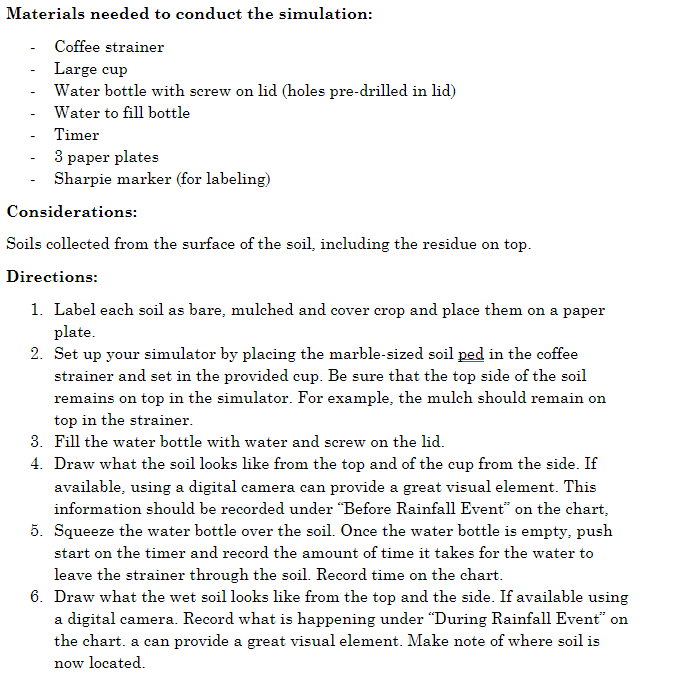 Materials needed to conduct the simulation:
- Coffee strainer
- Large cup
- Water bottle with screw on lid (holes pre-drilled in lid)
- Water to fill bottle
- Timer
- 3 paper plates
- Sharpie marker (for labeling)
Considerations:
Soils collected from the surface of the soil, including the residue on top.
Directions:
1. Label each soil as bare, mulched and cover crop and place them on a paper
plate.
2. Set up your simulator by placing the marble-sized soil ped in the coffee
strainer and set in the provided cup. Be sure that the top side of the soil
remains on top in the simulator. For example, the mulch should remain on
top in the strainer.
3. Fill the water bottle with water and screw on the lid.
4. Draw what the soil looks like from the top and of the cup from the side. If
available, using a digital camera can provide a great visual element. This
information should be recorded under “Before Rainfall Event” on the chart,
5. Squeeze the water bottle over the soil. Once the water bottle is empty, push
start on the timer and record the amount of time it takes for the water to
leave the strainer through the soil. Record time on the chart.
6. Draw what the wet soil looks like from the top and the side. If available using
a digital camera. Record what is happening under “During Rainfall Event” on
the chart. a can provide a great visual element. Make note of where soil is
now located.